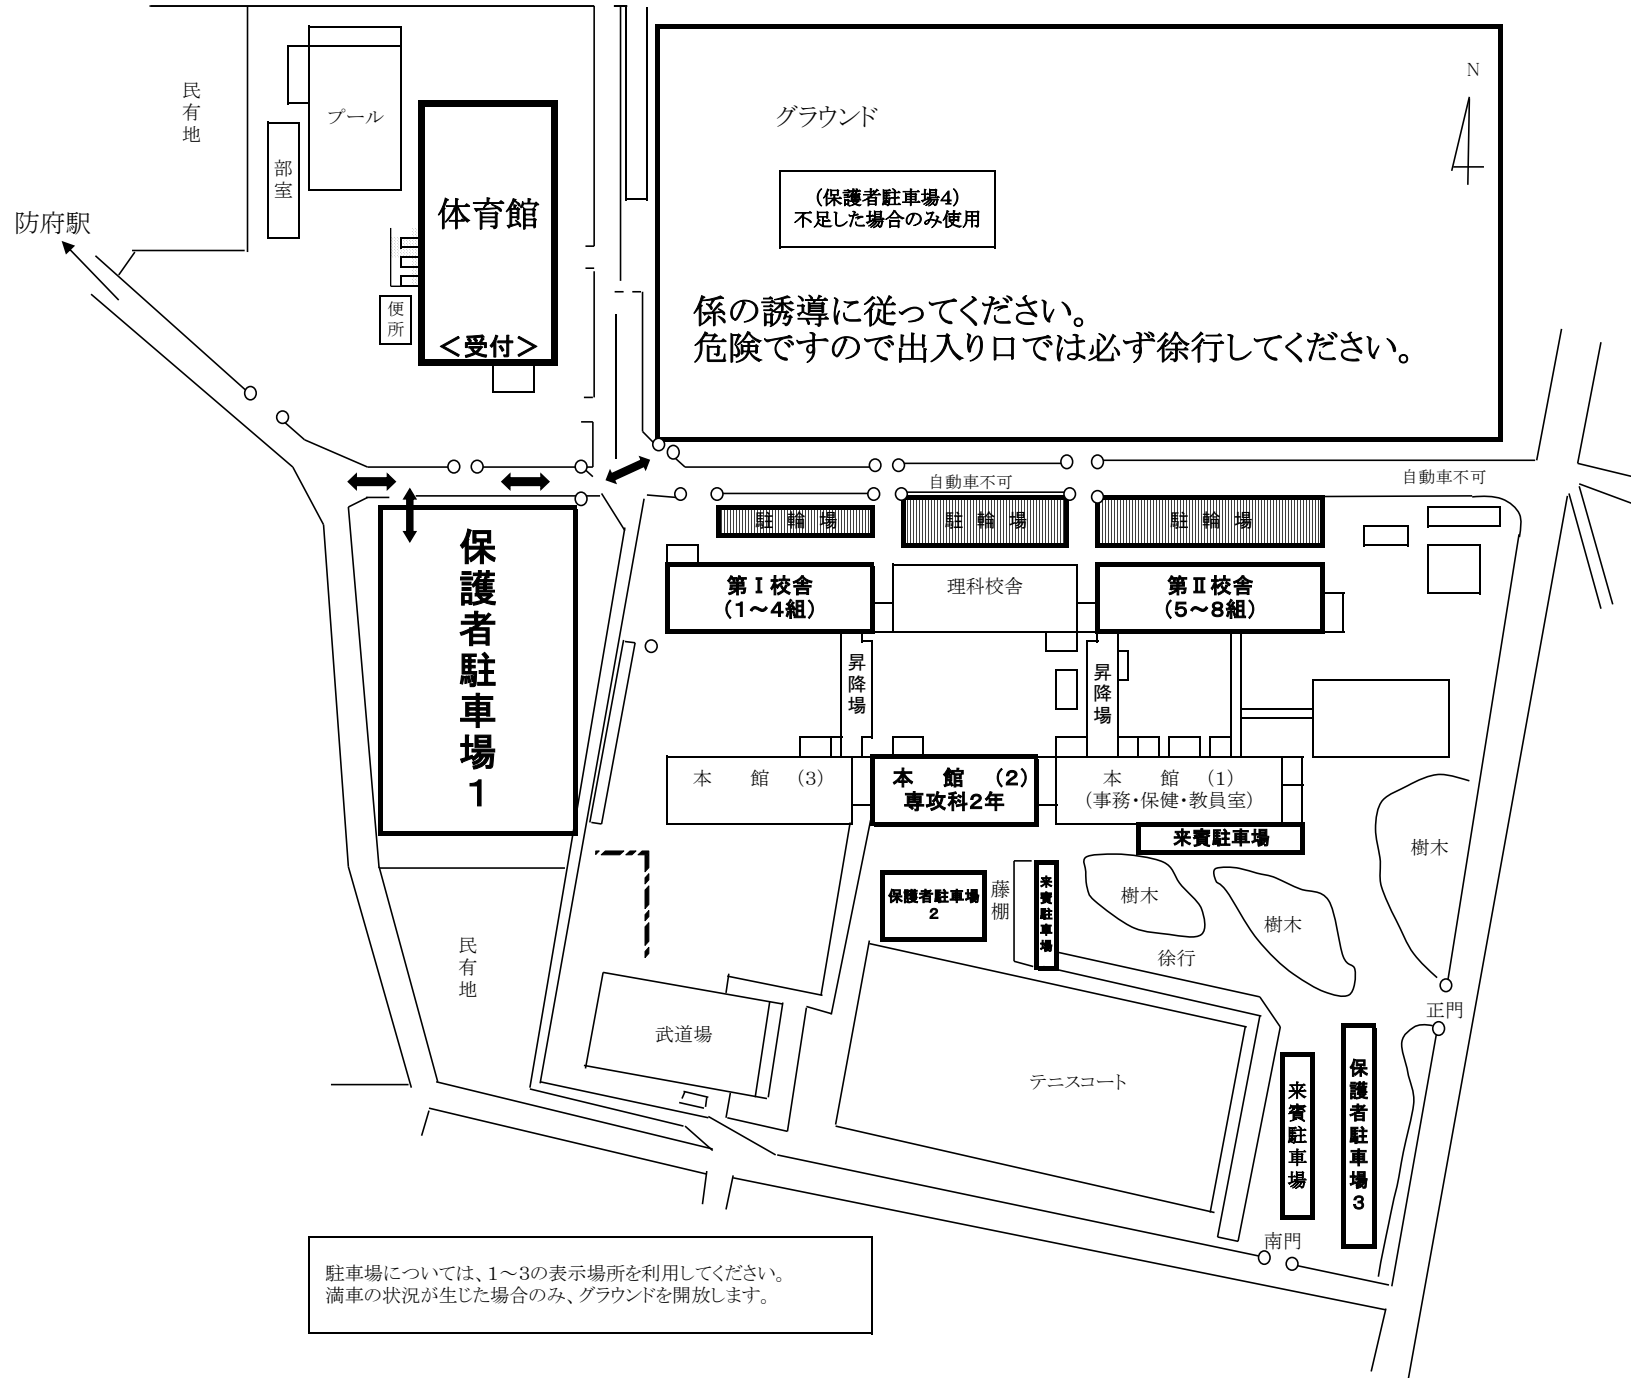 N
民有地
プール
グラウンド
部室
(保護者駐車場4)
不足した場合のみ使用
体育館
防府駅
便所
係の誘導に従ってください。
危険ですので出入り口では必ず徐行してください。
＜受付＞
自動車不可
自動車不可
駐輪場
駐輪場
駐輪場
保護者駐車場1
第Ⅰ校舎
(1～4組)
理科校舎
第Ⅱ校舎
(5～8組)
昇降場
昇降場
本　館　(3)
本　館　(2)
専攻科2年
本　館　(1)
(事務・保健・教員室)
来賓駐車場
樹木
保護者駐車場
2
藤棚
来賓駐車場
樹木
樹木
民有地
徐行
正門
武道場
テニスコート
来賓駐車場
保護者駐車場3
南門
駐車場については、1～3の表示場所を利用してください。
満車の状況が生じた場合のみ、グラウンドを開放します。